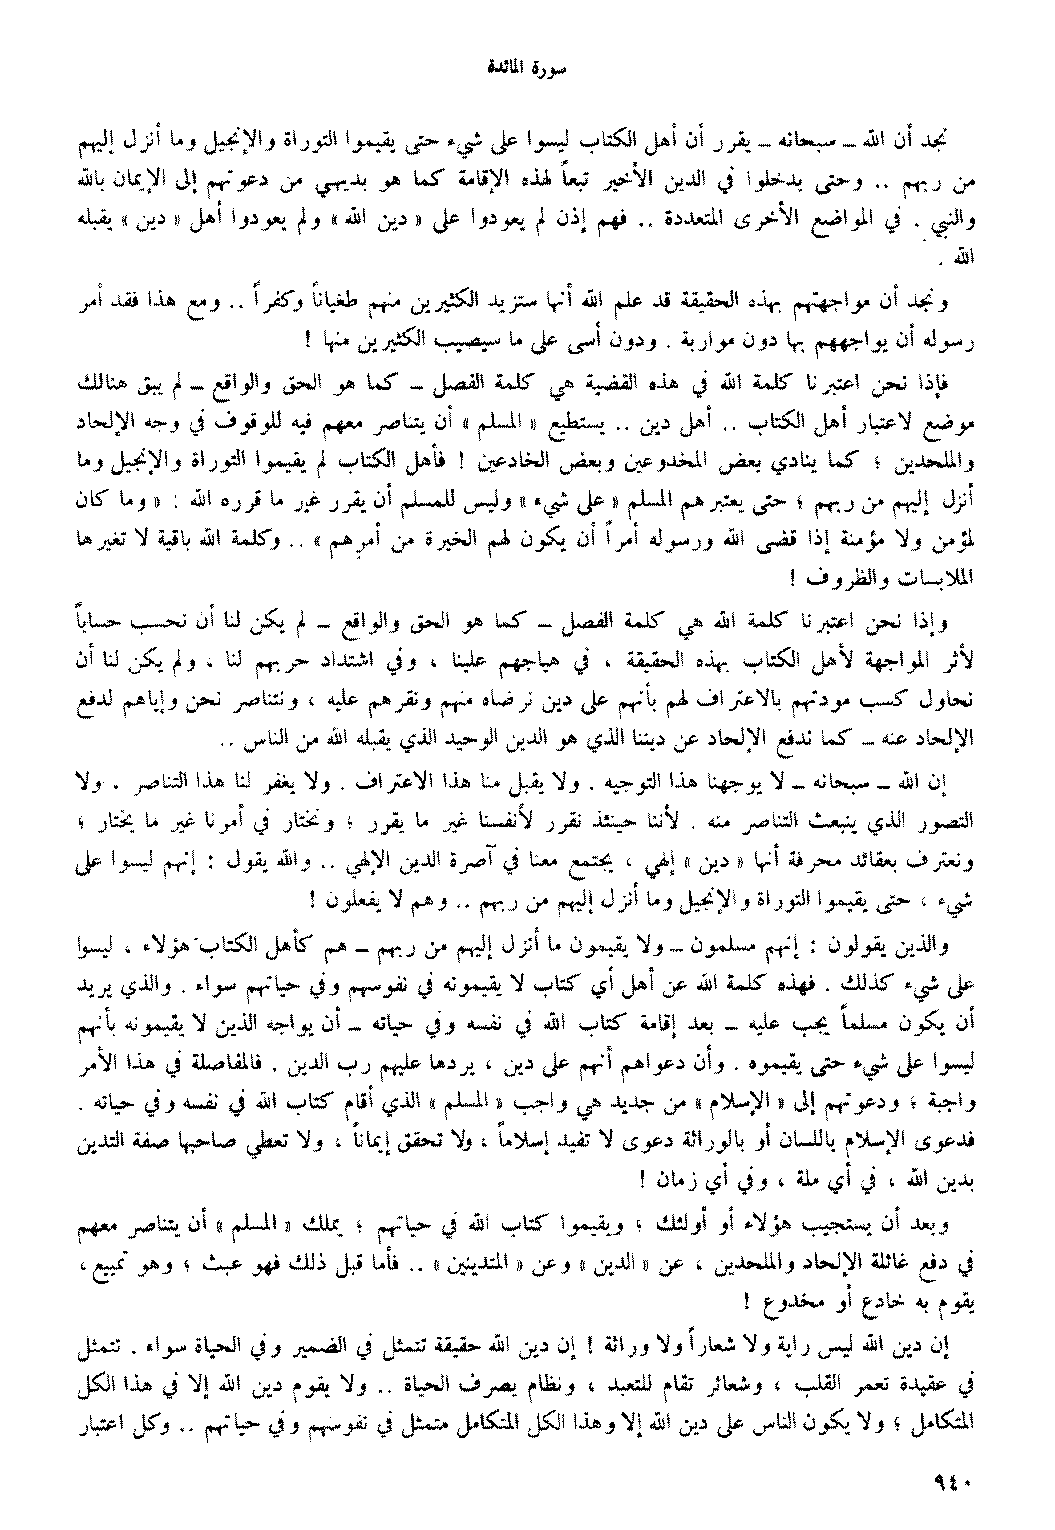 سورة المائدة
نجد أن الله – سبحانه – يقرر أن أهل الكتاب ليسوا على شيء حتى يقيموا التوراة والإنجيل وما أنزل إليهم
من ربهم .. وحتى يدخلوا في الدين الأخير تبعاً لهذه الإقامة كما هو بديهي من دعوتهم إلى الإيمان بالله
والنبي . في المواضع الأخرى المتعددة .. فهم إذن لم يعودوا على « دين الله » ولم يعودوا أهل « دين » يقبله
الله .
ونجد أن مواجهتهم بهذه الحقيقة قد علم الله أنها ستزيد الكثيرين منهم طغياناً وكفراً .. ومع هذا فقد أمر
رسوله أن يواجههم بها دون مواربة . ودون أسى على ما سيصيب الكثيرين منها !
فإذا نحن اعتبرنا كلمة الله في هذه القضية هي كلمة الفصل – كما هو الحق والواقع – لم يبق هنالك
موضع لاعتبار أهل الكتاب .. أهل دين .. يستطيع « المسلم » أن يتناصر معهم فيه للوقوف في وجه الإلحاد
والملحدين ؛ كما ينادي بعض المخدوعين وبعض الخادعين ! فأهل الكتاب لم يقيموا التوراة والإنجيل وما
أنزل إليهم من ربهم ؛ حتى يعتبرهم المسلم « على شيء » وليس للمسلم أن يقرر غير ما قرره الله : « وما كان
لمؤمن ولا مؤمنة إذا قضى الله ورسوله أمراً أن يكون لهم الخيرة من أمرهم » .. وكلمة الله باقية لا تغيرها
الملابسات والظروف !
وإذا نحن اعتبرنا كلمة الله هي كلمة الفصل – كما هو الحق والواقع – لم يكن لنا أن نحسب حساباً
لأثر المواجهة لأهل الكتاب بهذه الحقيقة ، في هياجهم علينا ، وفي اشتداد حربهم لنا ، ولم يكن لنا أن
نحاول كسب مودتهم بالاعتراف لهم بأنهم على دين نرضاه منهم ونقرهم عليه ، ونتناصر نحن وإياهم لدفع
الإلحاد عنه – كما ندفع الإلحاد عن ديننا الذي هو الدين الوحيد الذي يقبله الله من الناس ..
إن الله – سبحانه – لا يوجهنا هذا التوجيه . ولا يقبل منا هذا الاعتراف . ولا يغفر لنا هذا التناصر . ولا
التصور الذي ينبعث التناصر منه . لأننا حينئذ نقرر لأنفسنا غير ما يقرر ؛ ونختار في أمرنا غير ما يختار ؛
ونعترف بعقائد محرفة أنها « دين » إلهي ، يجتمع معنا في آصرة الدين الإلهي .. والله يقول : إنهم ليسوا على
شيء ، حتى يقيموا التوراة والإنجيل وما أنزل إليهم من ربهم .. وهم لا يفعلون !
والذين يقولون : إنهم مسلمون – ولا يقيمون ما أنزل إليهم من ربهم – هم كأهل الكتاب هؤلاء ، ليسوا
على شيء كذلك . فهذه كلمة الله عن أهل أي كتاب لا يقيمونه في نفوسهم وفي حياتهم سواء . والذي يريد
أن يكون مسلماً يجب عليه – بعد إقامة كتاب الله في نفسه وفي حياته – أن يواجه الذين لا يقيمونه بأنهم
ليسوا على شيء حتى يقيموه . وأن دعواهم أنهم على دين ، يردها عليهم رب الدين . فالمفاصلة في هذا الأمر
واجبة ؛ ودعوتهم إلى « الإسلام » من جديد هي واجب « المسلم » الذي أقام كتاب الله في نفسه وفي حياته .
فدعوى الإسلام باللسان أو بالوراثة دعوى لا تفيد إسلاماً ، ولا تحقق إيماناً ، ولا تعطي صاحبها صفة التدين
بدين الله ، في أي ملة ، وفي أي زمان !
وبعد أن يستجيب هؤلاء أو أولئك ؛ ويقيموا كتاب الله في حياتهم ؛ يملك « المسلم » أن يتناصر معهم
في دفع غائلة الإلحاد والملحدين ، عن « الدين » وعن « المتدينين » .. فأما قبل ذلك فهو عبث ؛ وهو تمييع ،
يقوم به خادع أو مخدوع !
إن دين الله ليس راية ولا شعاراً ولا وراثة ! إن دين الله حقيقة تتمثل في الضمير وفي الحياة سواء . تتمثل
في عقيدة تعمر القلب ، وشعائر تقام للتعبد ، ونظام يصرف الحياة .. ولا يقوم دين الله إلا في هذا الكل
المتكامل ؛ ولا يكون الناس على دين الله إلا وهذا الكل المتكامل متمثل في نفوسهم وفي حياتهم .. وكل اعتبار
٩٤٠